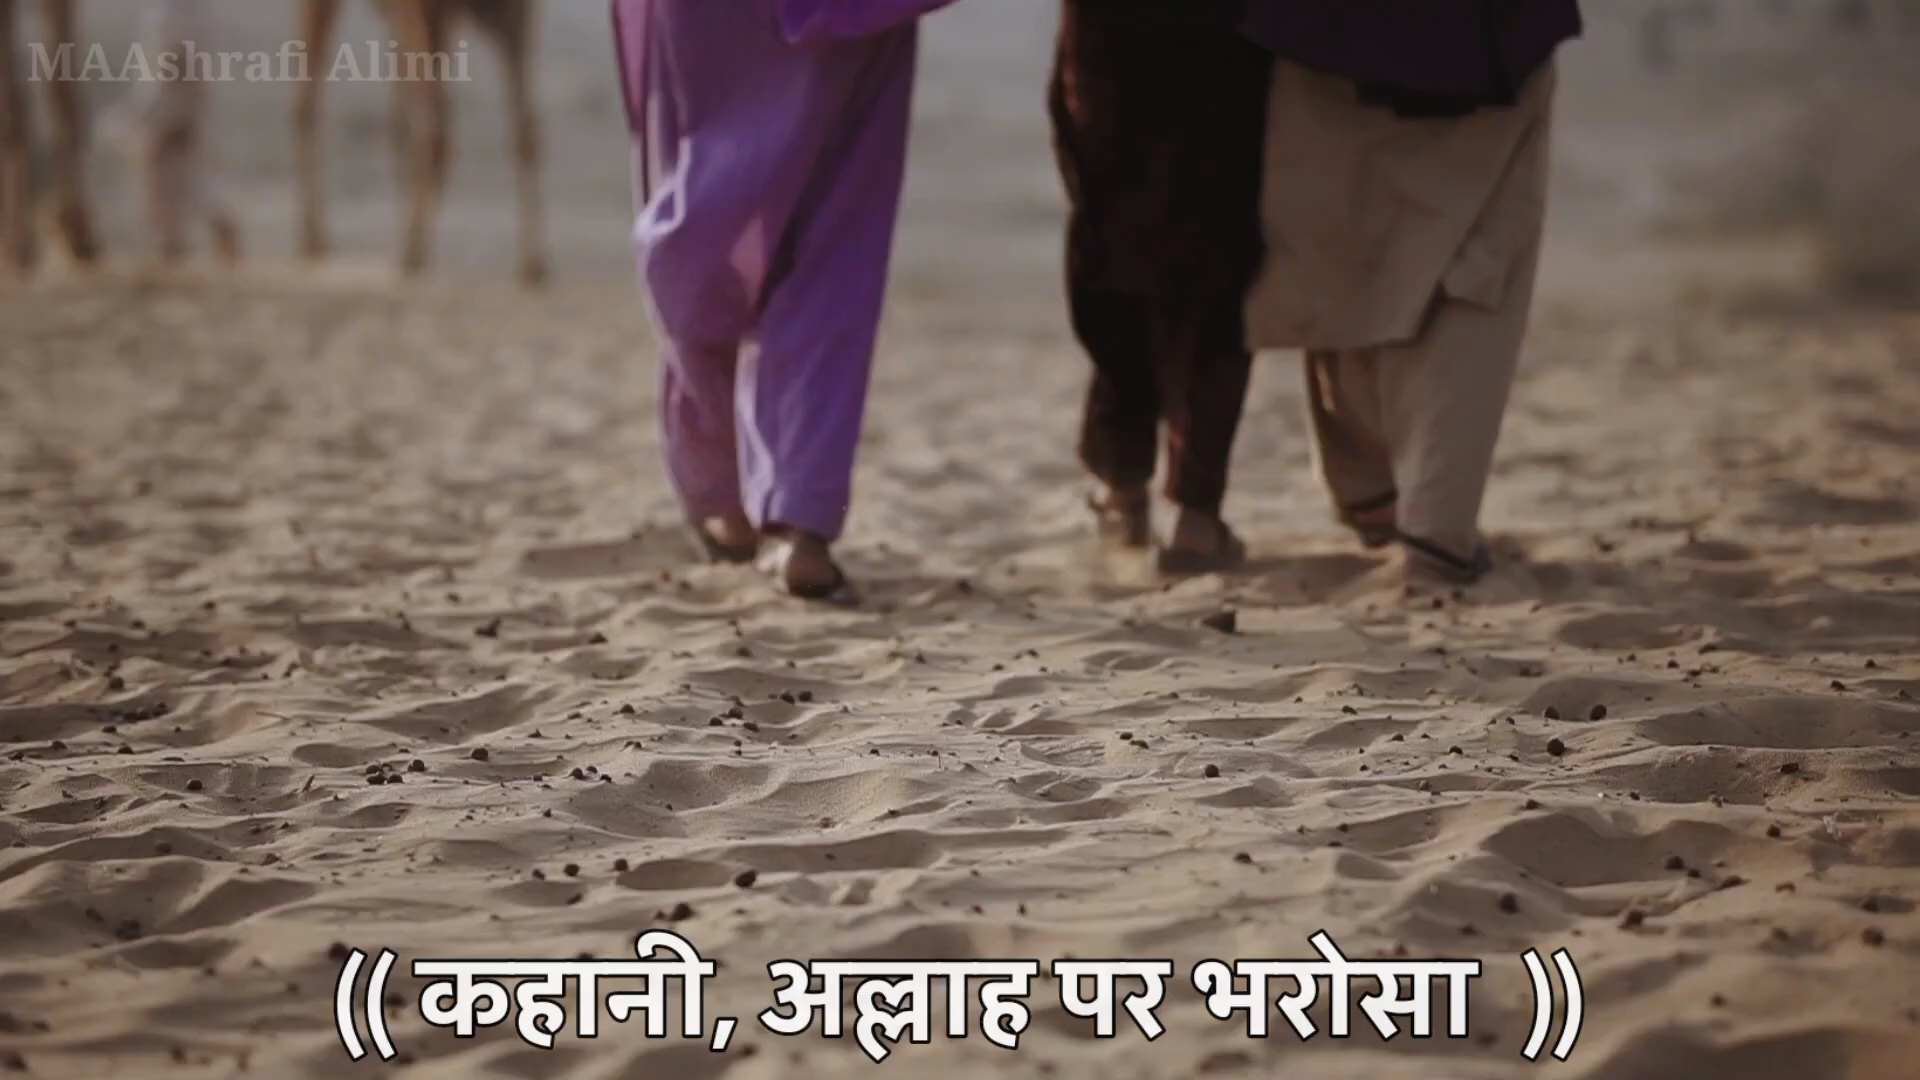 MAAshrafi Alimi
(( कहानी, अल्लाह पर भरोसा ))